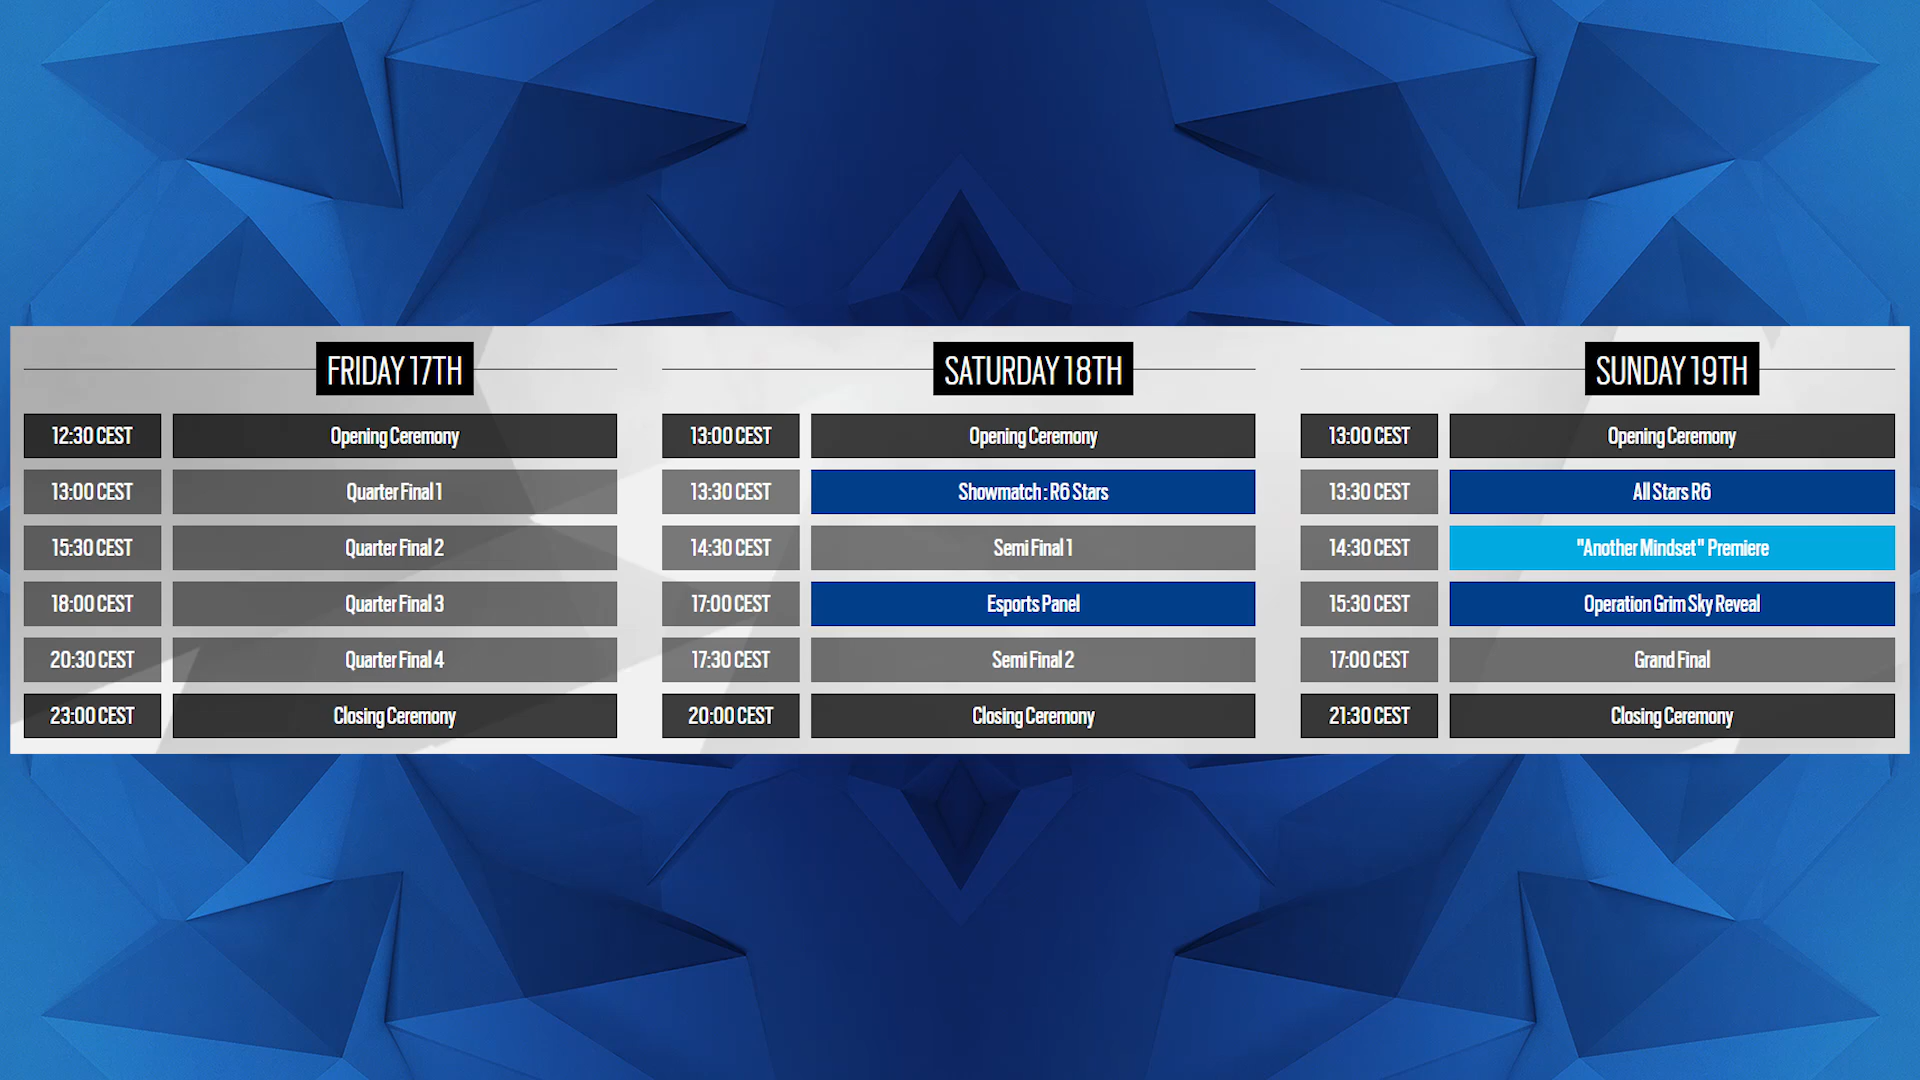 FRIDAY 17TH
12:30 CEST Opening Ceremony
13:00 CEST Quarter Final 1
15:30 CEST Quarter Final 2
18:00 CEST Quarter Final 3
20:30 CEST Quarter Final 4
23:00 CEST Closing Ceremony
SATURDAY 18TH
13:00 CEST Opening Ceremony
13:30 CEST Showmatch : R6 Stars
14:30 CEST Semi Final 1
17:00 CEST Esports Panel
17:30 CEST Semi Final 2
20:00 CEST Closing Ceremony
SUNDAY 19TH
13:00 CEST Opening Ceremony
13:30 CEST All Stars R6
14:30 CEST "Another Mindset" Premiere
15:30 CEST Operation Grim Sky Reveal
17:00 CEST Grand Final
21:30 CEST Closing Ceremony